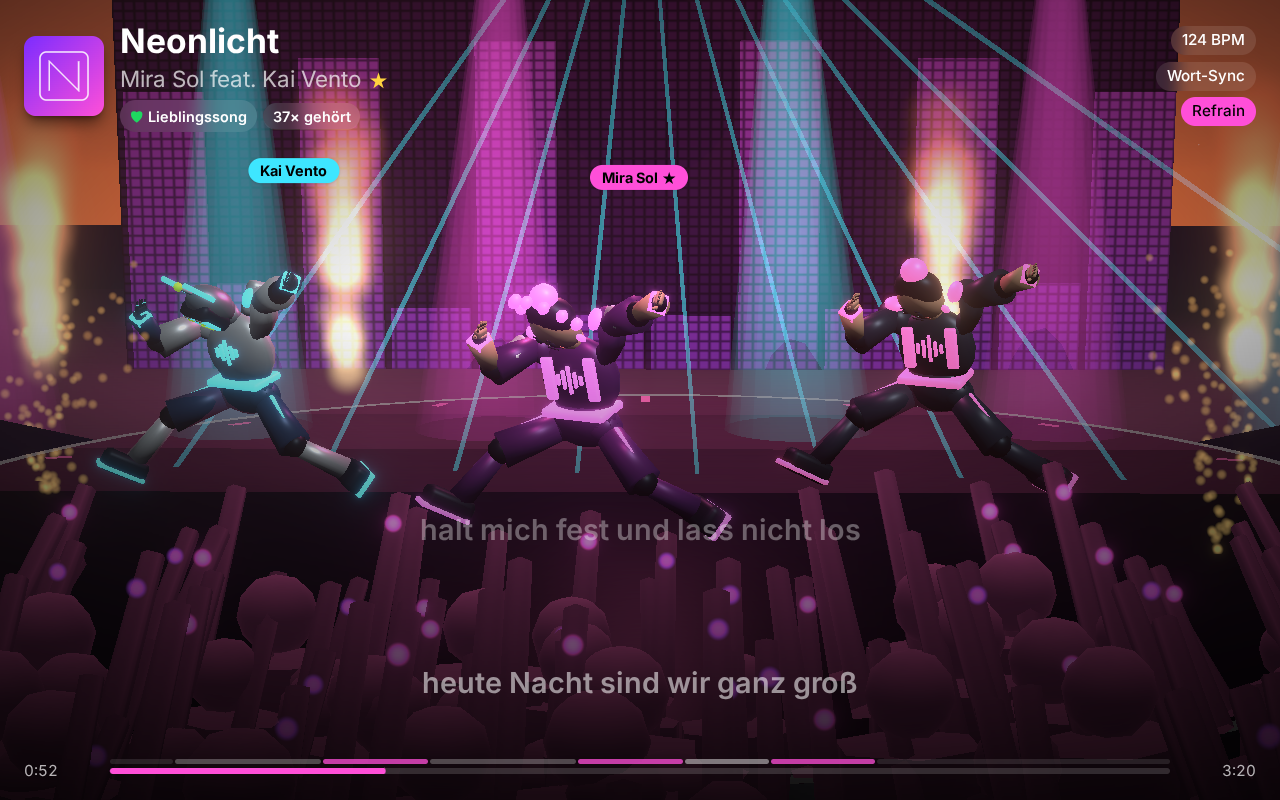 N
Neonlicht
Mira Sol feat. Kai Vento ★
Lieblingssong
37× gehört
124 BPM
Wort-Sync
Refrain
Kai Vento
Mira Sol ★
halt mich fest und lass nicht los
heute Nacht sind wir ganz groß
0:52
3:20